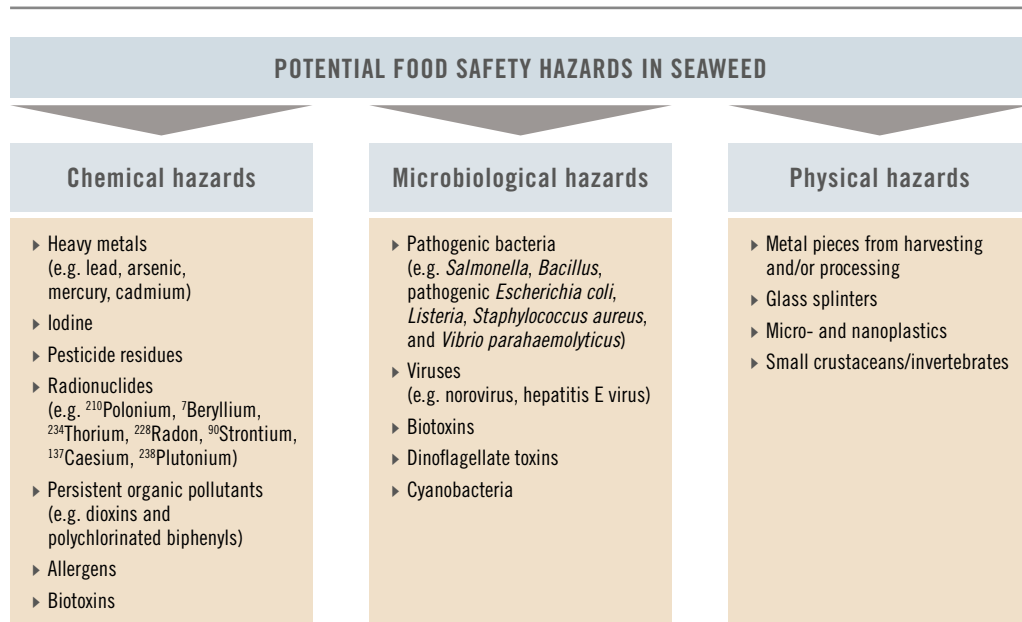 POTENTIAL FOOD SAFETY HAZARDS IN SEAWEED
Chemical hazards
Heavy metals
(e.g. lead, arsenic,
mercury, cadmium)
Iodine
Pesticide residues
Radionuclides
(e.g. ²¹⁰Polonium, ⁷Beryllium,
²³⁴Thorium, ²²⁸Radon, ⁹⁰Strontium,
¹³⁷Caesium, ²³⁸Plutonium)
Persistent organic pollutants
(e.g. dioxins and
polychlorinated biphenyls)
Allergens
Biotoxins
Microbiological hazards
Pathogenic bacteria
(e.g. Salmonella, Bacillus,
pathogenic Escherichia coli,
Listeria, Staphylococcus aureus,
and Vibrio parahaemolyticus)
Viruses
(e.g. norovirus, hepatitis E virus)
Biotoxins
Dinoflagellate toxins
Cyanobacteria
Physical hazards
Metal pieces from harvesting
and/or processing
Glass splinters
Micro- and nanoplastics
Small crustaceans/invertebrates